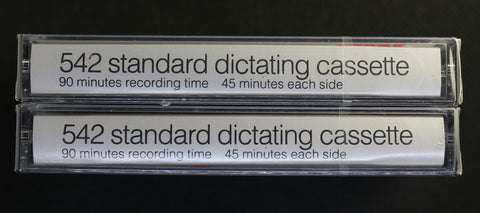 542 standard dictating cassette
90 minutes recording time 45 minutes each side
542 standard dictating cassette
90 minutes recording time 45 minutes each side